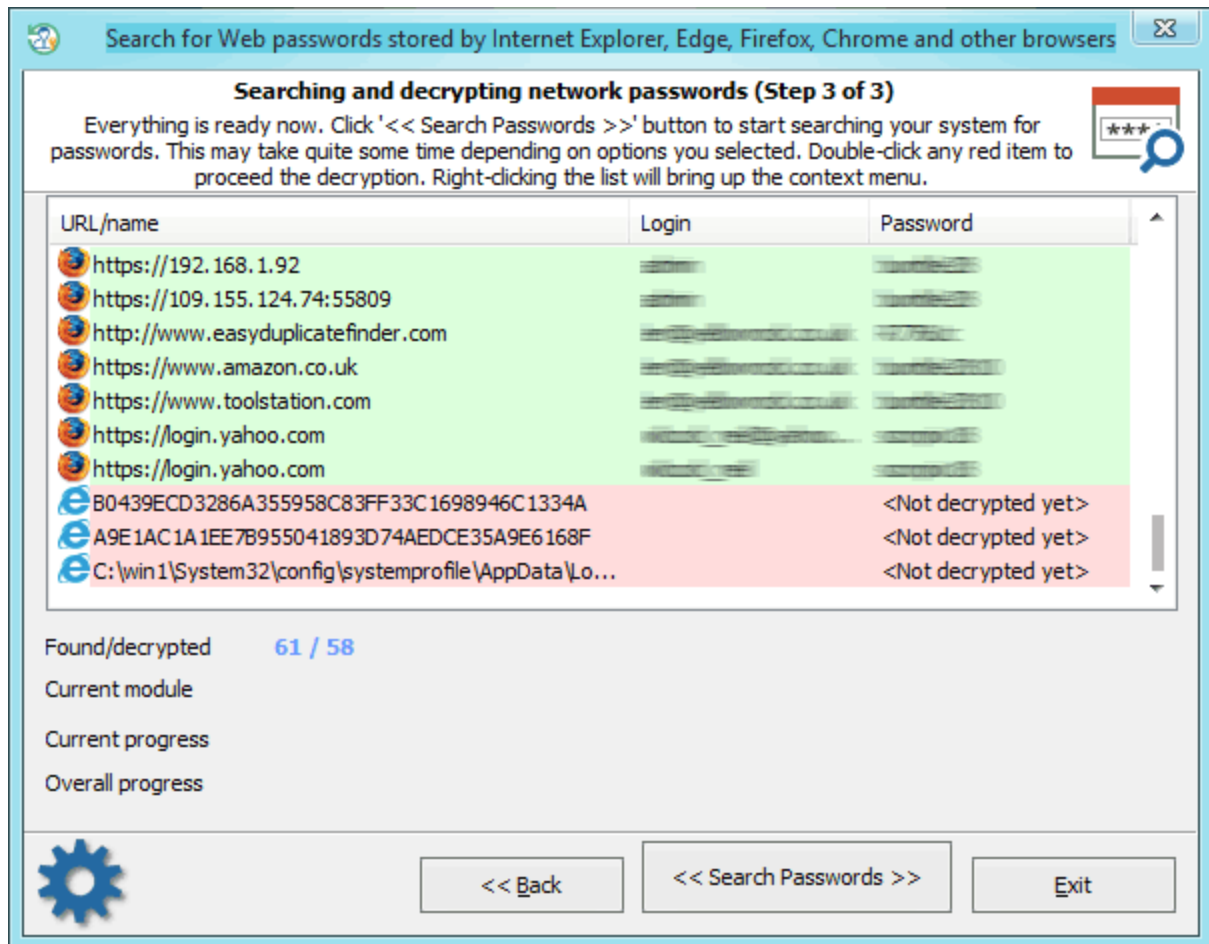 Search for Web passwords stored by Internet Explorer, Edge, Firefox, Chrome and other browsers
Searching and decrypting network passwords (Step 3 of 3)
Everything is ready now. Click '<< Search Passwords >>' button to start searching your system for
passwords. This may take quite some time depending on options you selected. Double-click any red item to
proceed the decryption. Right-clicking the list will bring up the context menu.
****
URL/name Login Password
https://192.168.1.92
https://109.155.124.74:55809
http://www.easyduplicatefinder.com
https://www.amazon.co.uk
https://www.toolstation.com
https://login.yahoo.com
https://login.yahoo.com
B0439ECD3286A355958C83FF33C1698946C1334A <Not decrypted yet>
A9E1AC1A1EE7B955041893D74AEDCE35A9E6168F <Not decrypted yet>
C:\win1\System32\config\systemprofile\AppData\Lo... <Not decrypted yet>
Found/decrypted 61 / 58
Current module
Current progress
Overall progress
<< Back << Search Passwords >> Exit